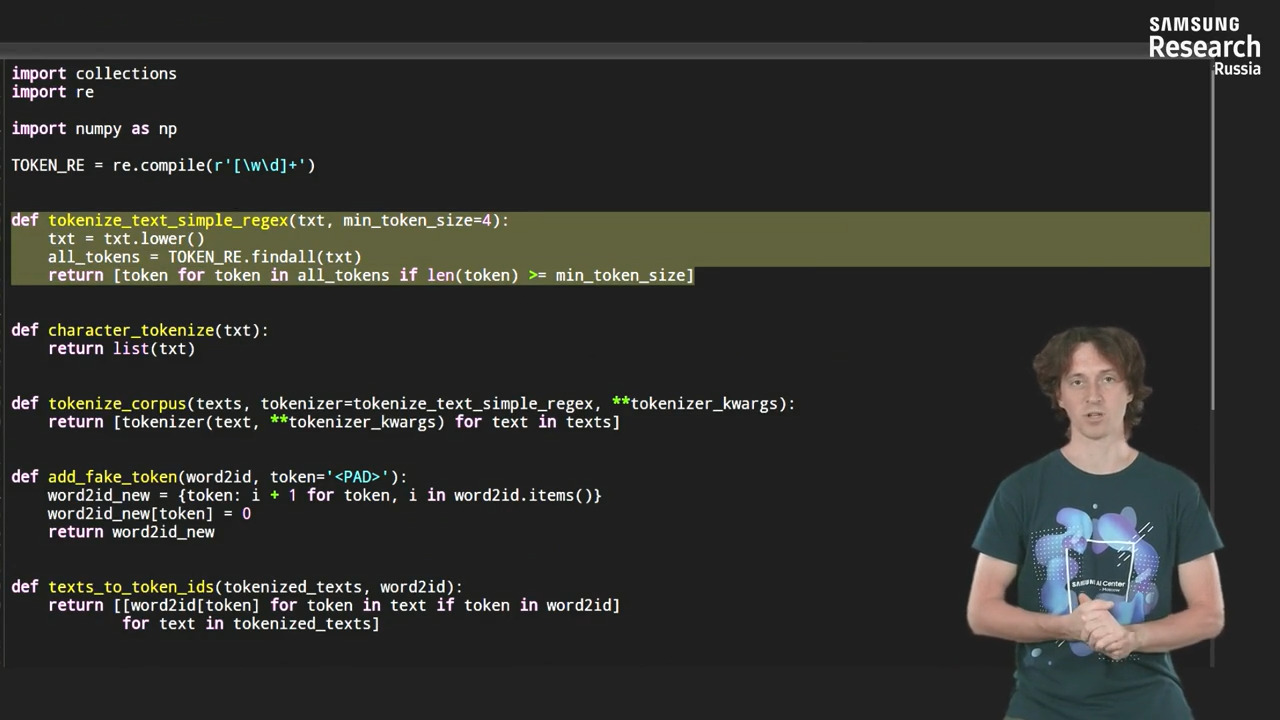 SAMSUNG
Research
Russia
import collections
import re
import numpy as np
TOKEN_RE = re.compile(r'[\w\d]+')
def tokenize_text_simple_regex(txt, min_token_size=4):
    txt = txt.lower()
    all_tokens = TOKEN_RE.findall(txt)
    return [token for token in all_tokens if len(token) >= min_token_size]
def character_tokenize(txt):
    return list(txt)
def tokenize_corpus(texts, tokenizer=tokenize_text_simple_regex, **tokenizer_kwargs):
    return [tokenizer(text, **tokenizer_kwargs) for text in texts]
def add_fake_token(word2id, token='<PAD>'):
    word2id_new = {token: i + 1 for token, i in word2id.items()}
    word2id_new[token] = 0
    return word2id_new
def texts_to_token_ids(tokenized_texts, word2id):
    return [[word2id[token] for token in text if token in word2id]
            for text in tokenized_texts]
SAMSUNG AI Center
- Moscow